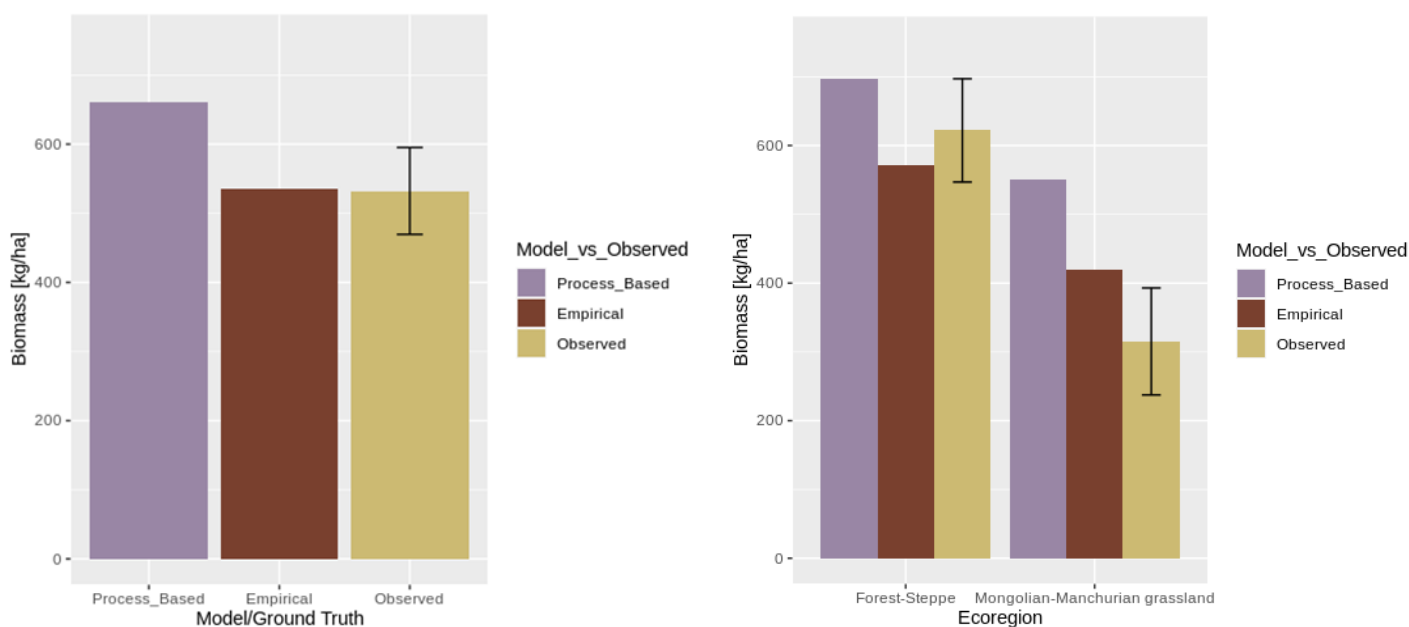 Biomass [kg/ha]
600
400
200
0
Process_Based Empirical Observed
Model/Ground Truth
Model_vs_Observed
Process_Based
Empirical
Observed
Biomass [kg/ha]
600
400
200
0
Forest-Steppe Mongolian-Manchurian grassland
Ecoregion
Model_vs_Observed
Process_Based
Empirical
Observed